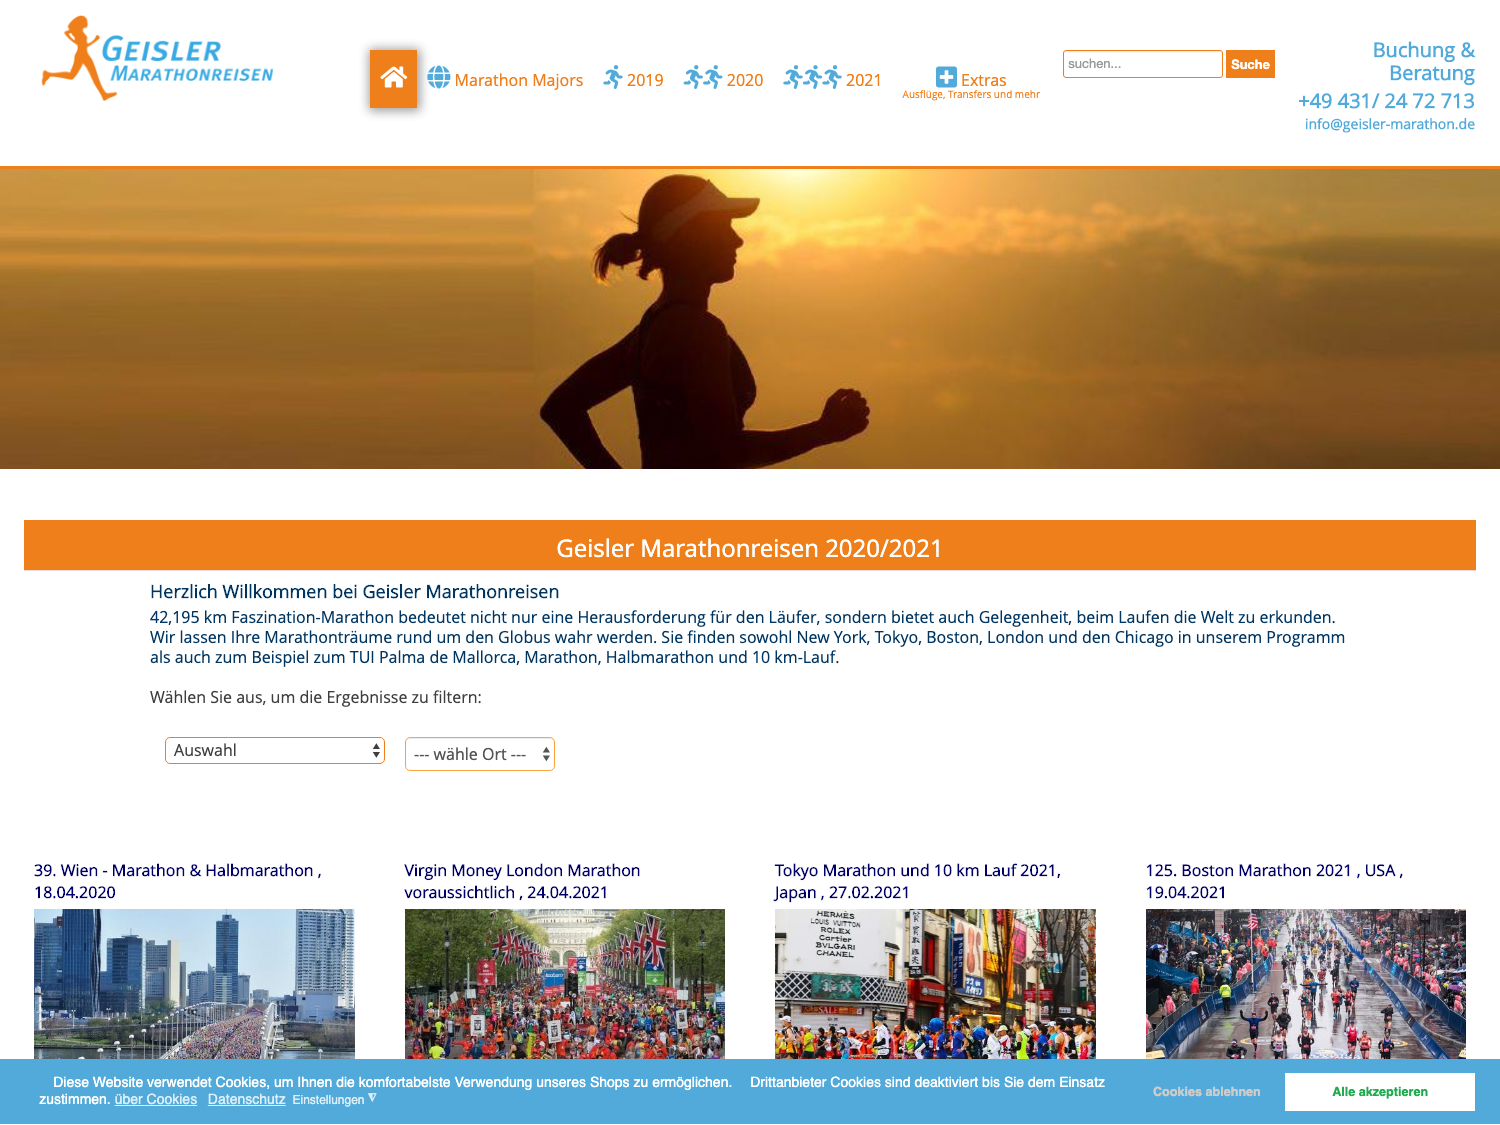 GEISLER
MARATHONREISEN
Marathon Majors
2019
2020
2021
Extras
Ausflüge, Transfers und mehr
suchen...
Suche
Buchung &
Beratung
+49 431/ 24 72 713
info@geisler-marathon.de
Geisler Marathonreisen 2020/2021
Herzlich Willkommen bei Geisler Marathonreisen
42,195 km Faszination-Marathon bedeutet nicht nur eine Herausforderung für den Läufer, sondern bietet auch Gelegenheit, beim Laufen die Welt zu erkunden.
Wir lassen Ihre Marathonträume rund um den Globus wahr werden. Sie finden sowohl New York, Tokyo, Boston, London und den Chicago in unserem Programm
als auch zum Beispiel zum TUI Palma de Mallorca, Marathon, Halbmarathon und 10 km-Lauf.
Wählen Sie aus, um die Ergebnisse zu filtern:
Auswahl
--- wähle Ort ---
39. Wien - Marathon & Halbmarathon ,
18.04.2020
Virgin Money London Marathon
voraussichtlich , 24.04.2021
Tokyo Marathon und 10 km Lauf 2021,
Japan , 27.02.2021
125. Boston Marathon 2021 , USA ,
19.04.2021
HERMÈS
LOUIS VUITTON
ROLEX
Cartier
BVLGARI
CHANEL
SALE
Diese Website verwendet Cookies, um Ihnen die komfortabelste Verwendung unseres Shops zu ermöglichen. Drittanbieter Cookies sind deaktiviert bis Sie dem Einsatz
zustimmen. über Cookies Datenschutz Einstellungen
Cookies ablehnen
Alle akzeptieren